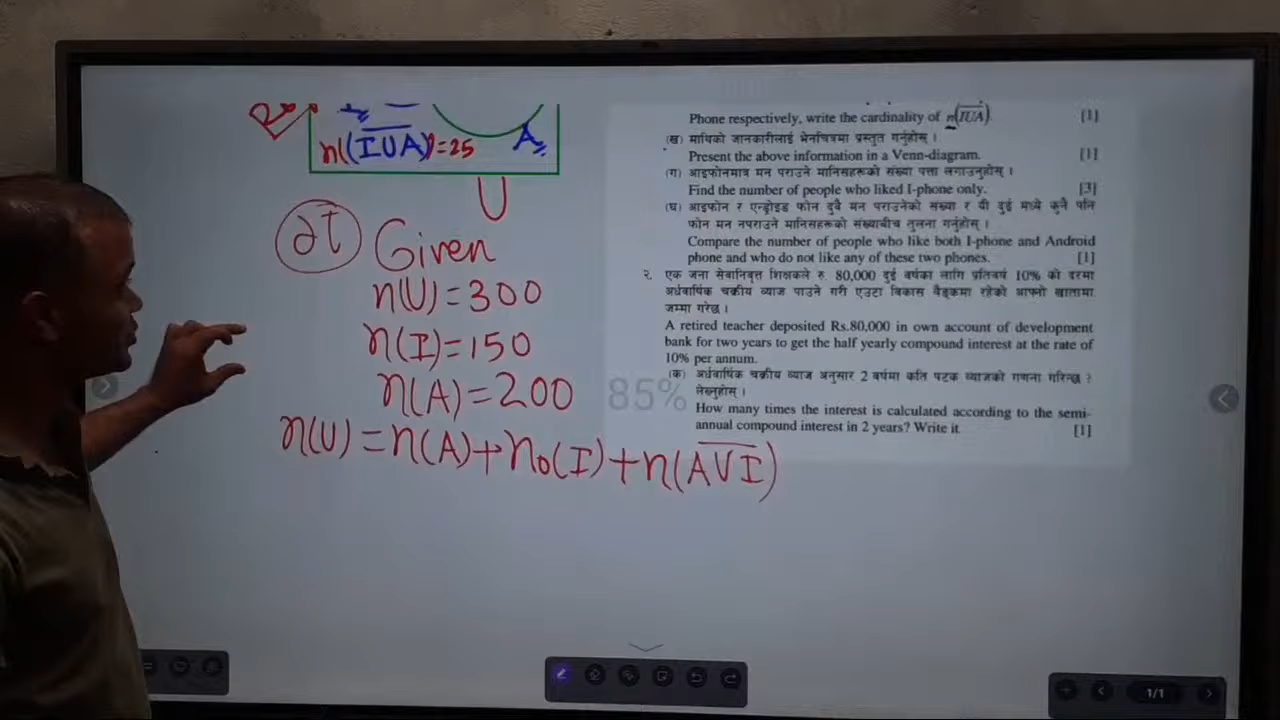 n((I∪A)̅)=25
A
U
ग Given
n(U)=300
n(I)=150
n(A)=200
n(U)=n(A)+n₀(I)+n(A̅∪̅I̅)
Phone respectively, write the cardinality of n(I̅U̅A̅). [1]
(ख) माथिको जानकारीलाई भेनचित्रमा प्रस्तुत गर्नुहोस् ।
Present the above information in a Venn-diagram. [1]
(ग) आइफोनमात्र मन पराउने मानिसहरूको संख्या पत्ता लगाउनुहोस् ।
Find the number of people who liked I-phone only. [3]
(घ) आइफोन र एन्ड्रोइड फोन दुवै मन पराउनेको संख्या र यी दुई मध्ये कुनै पनि
फोन मन नपराउने मानिसहरूको संख्याबीच तुलना गर्नुहोस् ।
Compare the number of people who like both I-phone and Android
phone and who do not like any of these two phones. [1]
२. एक जना सेवानिवृत्त शिक्षकले रु. 80,000 दुई वर्षका लागि प्रतिवर्ष 10% को दरमा
अर्धवार्षिक चक्रीय व्याज पाउने गरी एउटा विकास बैङ्कमा रहेको आफ्नो खातामा
जम्मा गरेछ ।
A retired teacher deposited Rs.80,000 in own account of development
bank for two years to get the half yearly compound interest at the rate of
10% per annum.
(क) अर्धवार्षिक चक्रीय व्याज अनुसार 2 वर्षमा कति पटक व्याजको गणना गरिन्छ ?
लेख्नुहोस् ।
How many times the interest is calculated according to the semi-
annual compound interest in 2 years? Write it. [1]
85%
1/1